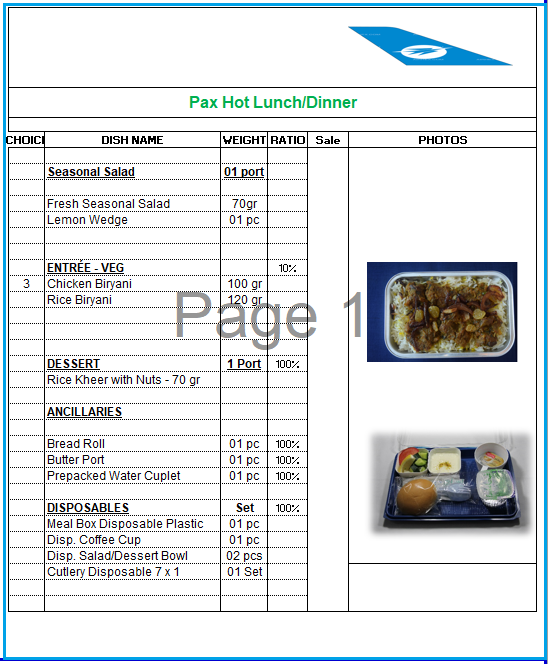 Pax Hot Lunch/Dinner
CHOICE DISH NAME WEIGHT RATIO Sale PHOTOS
Seasonal Salad 01 port
Fresh Seasonal Salad 70gr
Lemon Wedge 01 pc
ENTRÉE - VEG 10%
3 Chicken Biryani 100 gr
Rice Biryani 120 gr
Page 1
DESSERT 1 Port 100%
Rice Kheer with Nuts - 70 gr
ANCILLARIES
Bread Roll 01 pc 100%
Butter Port 01 pc 100%
Prepacked Water Cuplet 01 pc 100%
DISPOSABLES Set 100%
Meal Box Disposable Plastic 01 pc
Disp. Coffee Cup 01 pc
Disp. Salad/Dessert Bowl 02 pcs
Cutlery Disposable 7 x 1 01 Set